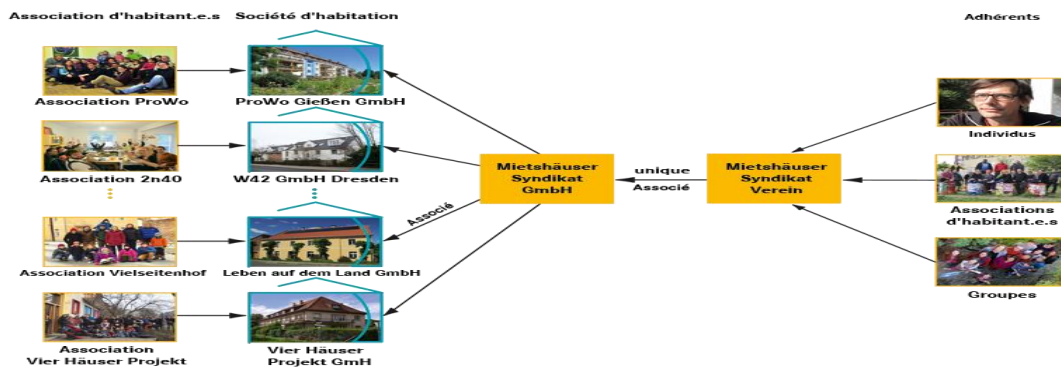 Association d'habitant.e.s
Société d'habitation
Adhérents
Association ProWo
ProWo Gießen GmbH
Individus
Association 2n40
W42 GmbH Dresden
Mietshäuser
Syndikat
GmbH
unique
Associé
Mietshäuser
Syndikat
Verein
Associé
Associations
d'habitant.e.s
Association Vielseitenhof
Leben auf dem Land GmbH
Groupes
Association
Vier Häuser Projekt
Vier Häuser
Projekt GmH